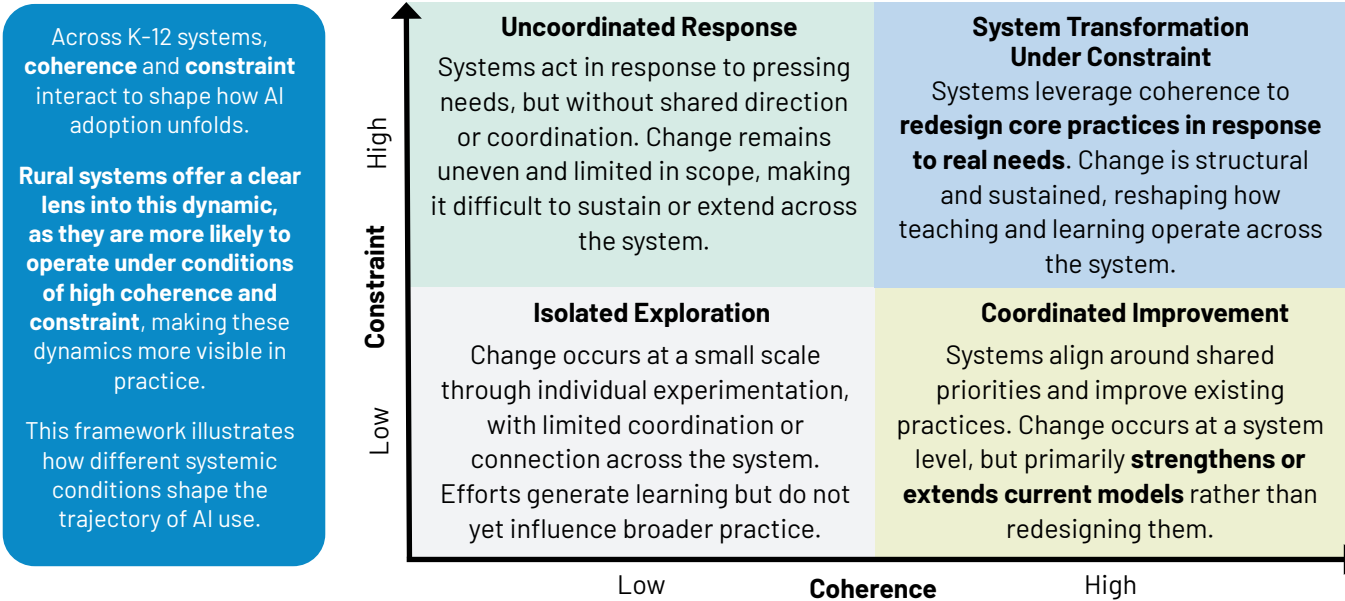 Across K-12 systems,
coherence and constraint
interact to shape how AI
adoption unfolds.
Rural systems offer a clear
lens into this dynamic,
as they are more likely to
operate under conditions
of high coherence and
constraint, making these
dynamics more visible in
practice.
This framework illustrates
how different systemic
conditions shape the
trajectory of AI use.
Constraint
High
Low
Uncoordinated Response
Systems act in response to pressing
needs, but without shared direction
or coordination. Change remains
uneven and limited in scope, making
it difficult to sustain or extend across
the system.
System Transformation
Under Constraint
Systems leverage coherence to
redesign core practices in response
to real needs. Change is structural
and sustained, reshaping how
teaching and learning operate across
the system.
Isolated Exploration
Change occurs at a small scale
through individual experimentation,
with limited coordination or
connection across the system.
Efforts generate learning but do not
yet influence broader practice.
Coordinated Improvement
Systems align around shared
priorities and improve existing
practices. Change occurs at a system
level, but primarily strengthens or
extends current models rather than
redesigning them.
Low
Coherence
High